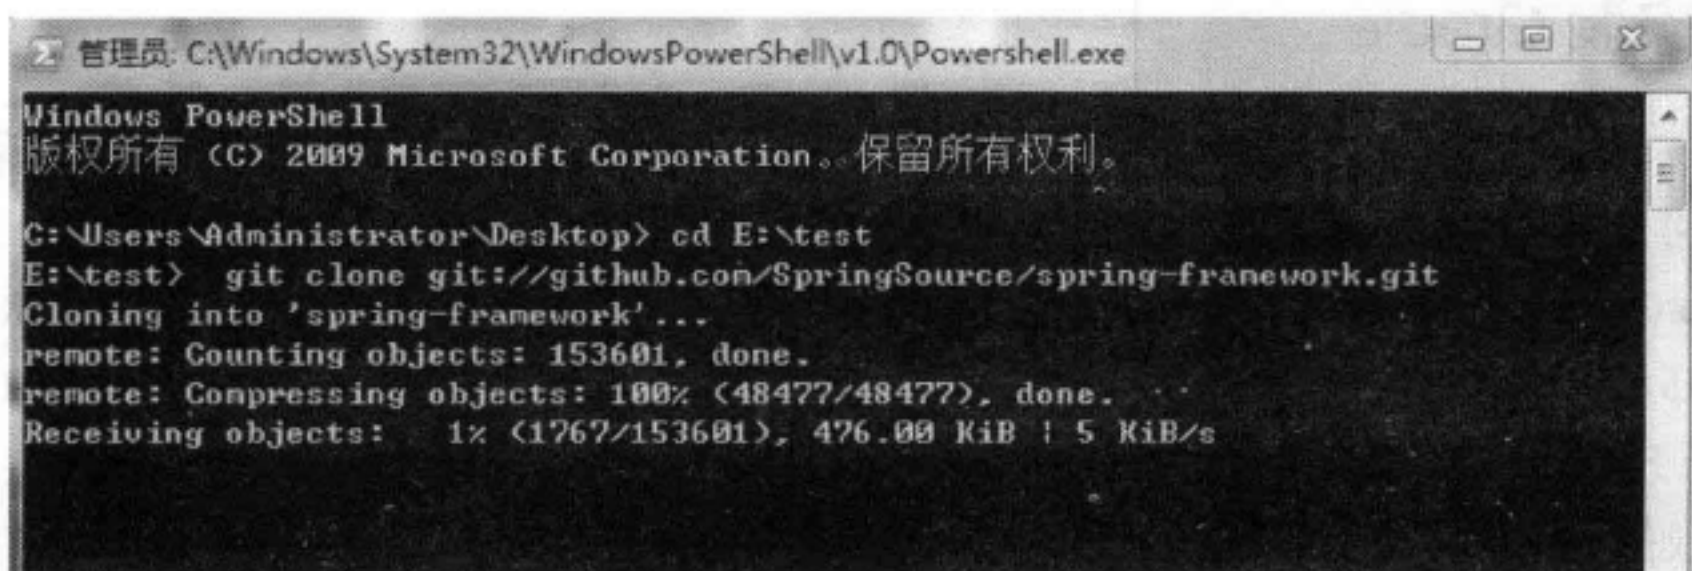 管理员: C:\Windows\System32\WindowsPowerShell\v1.0\Powershell.exe
Windows PowerShell
版权所有 (C) 2009 Microsoft Corporation。保留所有权利。
C:\Users\Administrator\Desktop> cd E:\test
E:\test>  git clone git://github.com/SpringSource/spring-framework.git
Cloning into 'spring-framework'...
remote: Counting objects: 153601, done.
remote: Compressing objects: 100% (48477/48477), done.
Receiving objects:   1% (1767/153601), 476.00 KiB | 5 KiB/s